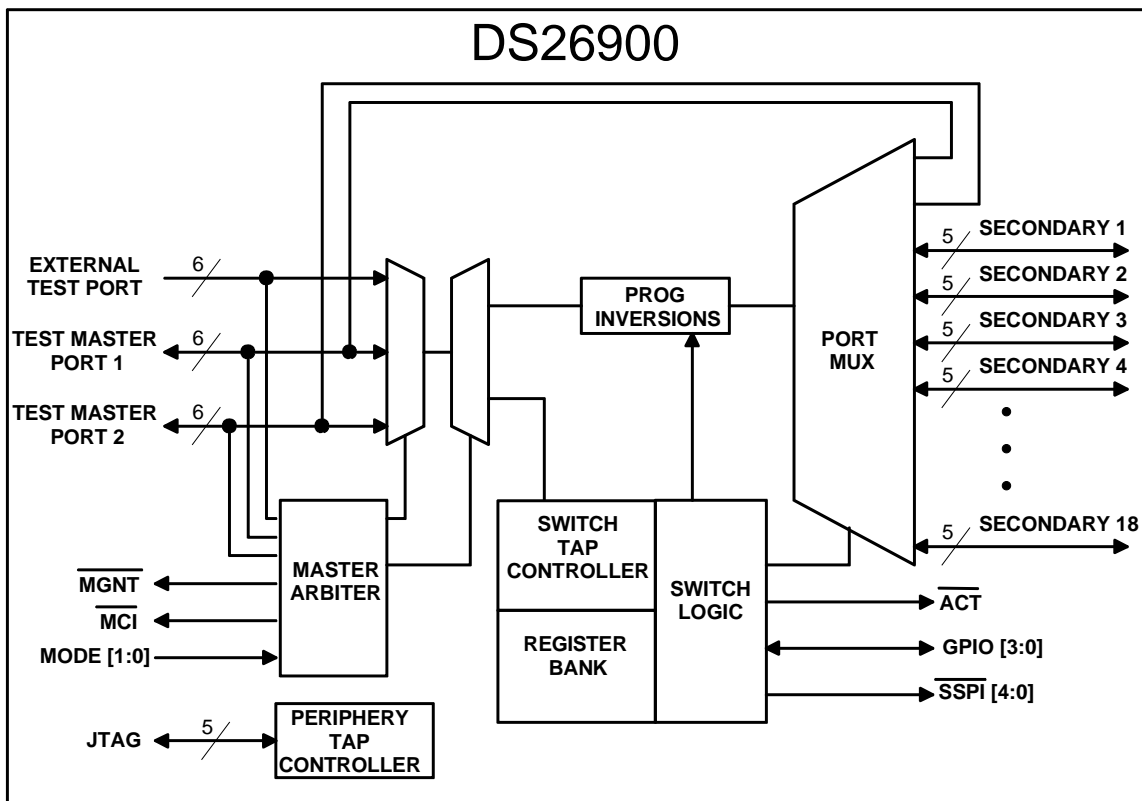 DS26900
EXTERNAL
TEST PORT
6
TEST MASTER
PORT 1
6
TEST MASTER
PORT 2
6
PROG
INVERSIONS
PORT
MUX
5
SECONDARY 1
5
SECONDARY 2
5
SECONDARY 3
5
SECONDARY 4
5
SECONDARY 18
MASTER
ARBITER
MGNT
MCI
MODE [1:0]
SWITCH
TAP
CONTROLLER
REGISTER
BANK
SWITCH
LOGIC
ACT
GPIO [3:0]
SSPI [4:0]
JTAG
5
PERIPHERY
TAP
CONTROLLER